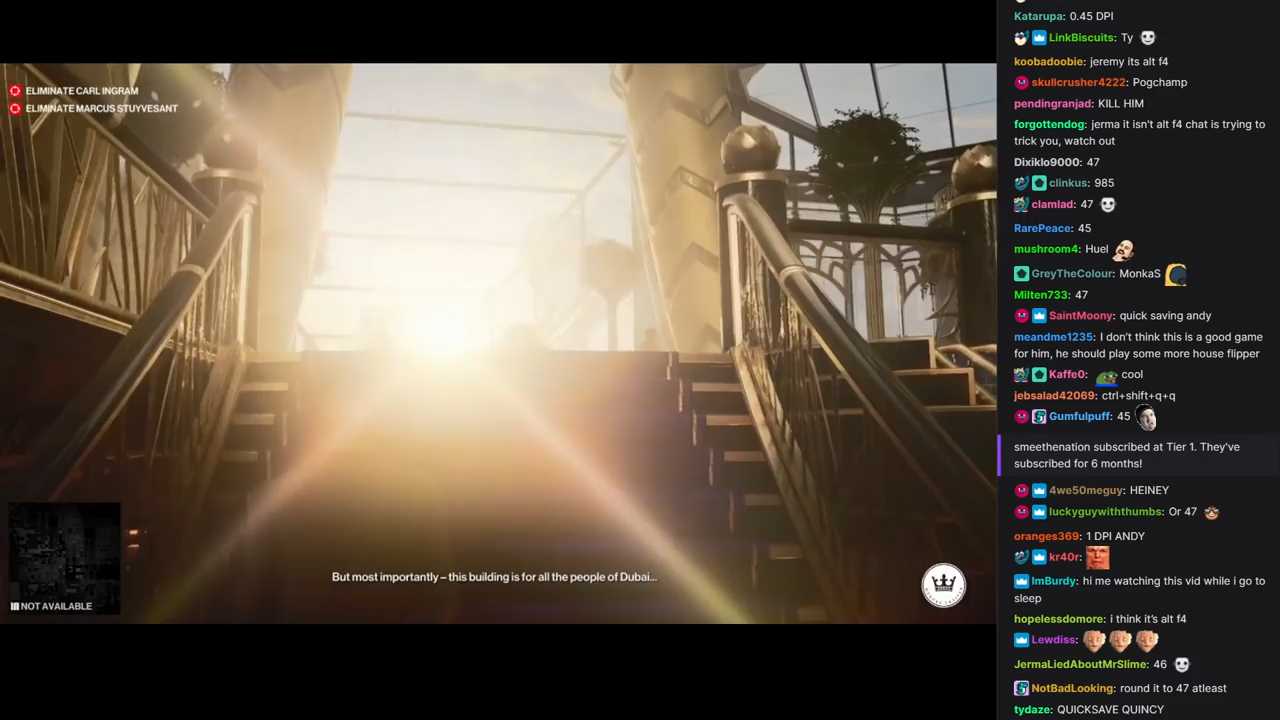 ELIMINATE CARL INGRAM
ELIMINATE MARCUS STUYVESANT
NOT AVAILABLE
But most importantly – this building is for all the people of Dubai...
Katarupa: 0.45 DPI
LinkBiscuits: Ty
koobadoobie: jeremy its alt f4
skullcrusher4222: Pogchamp
pendingranjad: KILL HIM
forgottendog: jerma it isn't alt f4 chat is trying to
trick you, watch out
Dixiklo9000: 47
clinkus: 985
clamlad: 47
RarePeace: 45
mushroom4: Huel
GreyTheColour: MonkaS
Milten733: 47
SaintMoony: quick saving andy
meandme1235: I don't think this is a good game
for him, he should play some more house flipper
Kaffe0: cool
jebsalad42069: ctrl+shift+q+q
Gumfulpuff: 45
smeethenation subscribed at Tier 1. They've
subscribed for 6 months!
4we50meguy: HEINEY
luckyguywiththumbs: Or 47
oranges369: 1 DPI ANDY
kr40r:
ImBurdy: hi me watching this vid while i go to
sleep
hopelessdomore: i think it's alt f4
Lewdiss:
JermaLiedAboutMrSlime: 46
NotBadLooking: round it to 47 atleast
tydaze: QUICKSAVE QUINCY